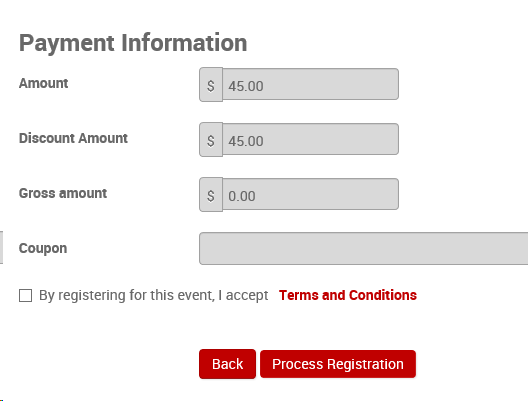 Payment Information
Amount $ 45.00
Discount Amount $ 45.00
Gross amount $ 0.00
Coupon
By registering for this event, I accept Terms and Conditions
Back Process Registration